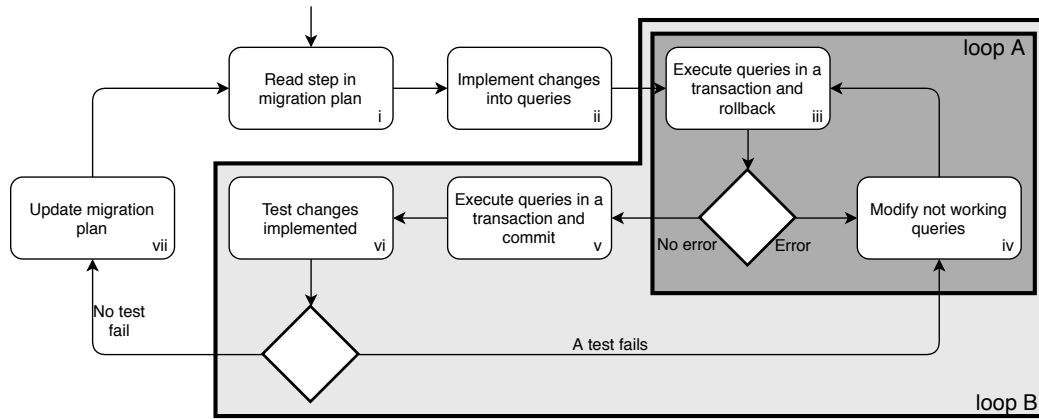 loop A
Read step in
migration plan
i
Implement changes
into queries
ii
Execute queries in a
transaction and
rollback
iii
Update migration
plan
vii
Test changes
implemented
vi
Execute queries in a
transaction and
commit
v
No error
Error
Modify not working
queries
iv
No test
fail
A test fails
loop B